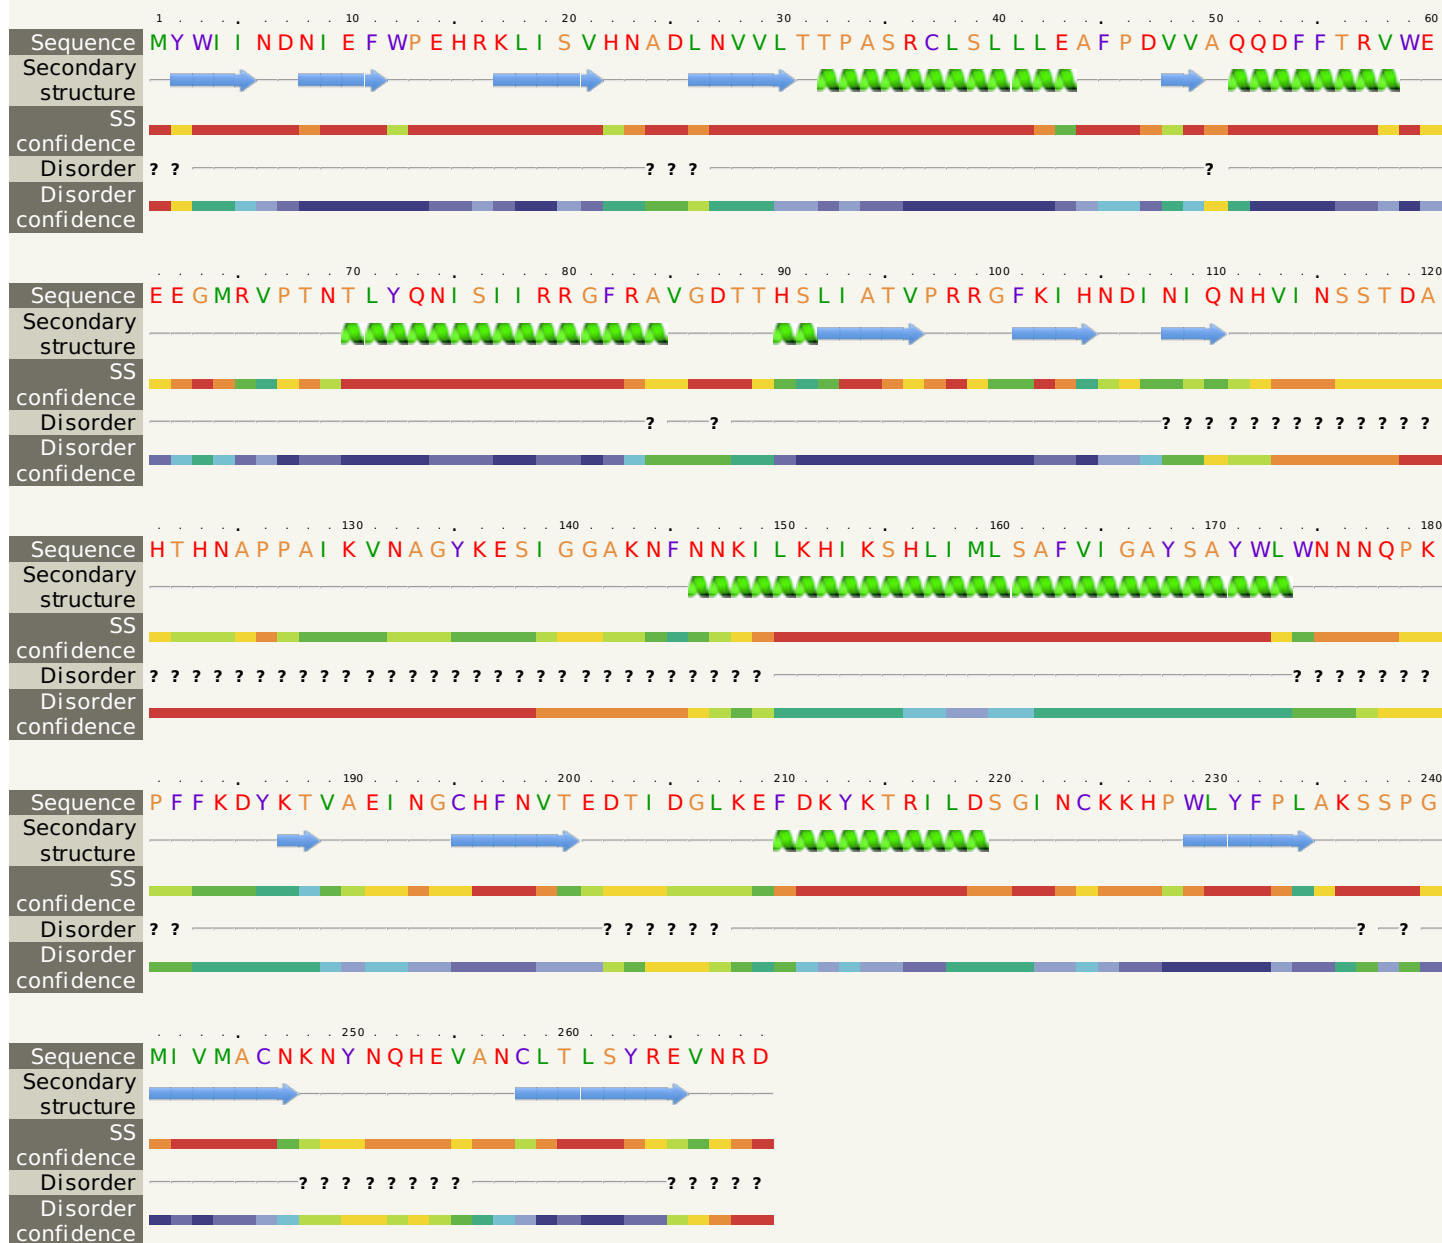 1 . . . . 10 . . . . . . . . . 20 . . . . . . . . . 30 . . . . . . . . . 40 . . . . . . . . . 50 . . . . . . . . . 60
Sequence MYWIINDNIEFWPEHRKLISVHNADLNVVLTTPASRCLSLLLEAFPDVVAQQDFFTRVWE
Secondary
structure
SS
confidence
Disorder ? ? ? ? ? ?
Disorder
confidence
. . . . . . . . . 70 . . . . . . . . . 80 . . . . . . . . . 90 . . . . . . . . . 100 . . . . . . . . . 110 . . . . . . . . . 120
Sequence EEGMRVPTNTLYQNISIIRRGFRAVGDTTHSLIATVPRRGFKIHNDINIQNHVINSSTDA
Secondary
structure
SS
confidence
Disorder ? ? ? ? ? ? ? ? ? ? ? ? ? ? ?
Disorder
confidence
. . . . . . . . . 130 . . . . . . . . . 140 . . . . . . . . . 150 . . . . . . . . . 160 . . . . . . . . . 170 . . . . . . . . . 180
Sequence HTHNAPPAIKVNAGYKESIGGAKNFNNKILKHIKSHLIMLSAFVIGAYSAYWLWNNNQPK
Secondary
structure
SS
confidence
Disorder ? ? ? ? ? ? ? ? ? ? ? ? ? ? ? ? ? ? ? ? ? ? ? ? ? ? ? ? ? ? ? ? ? ? ? ?
Disorder
confidence
. . . . . . . . . 190 . . . . . . . . . 200 . . . . . . . . . 210 . . . . . . . . . 220 . . . . . . . . . 230 . . . . . . . . . 240
Sequence PFFKDYKTVAEINGCHFNVTEDTIDGLKEFDKYKTRILDSGINCKKHPWLYFPLAKSSPG
Secondary
structure
SS
confidence
Disorder ? ? ? ? ? ? ? ? ? ?
Disorder
confidence
. . . . . . . . . 250 . . . . . . . . . 260 . . . . . . . . .
Sequence MIVMACNKNYNQHEVANCLTLSYREVNRD
Secondary
structure
SS
confidence
Disorder ? ? ? ? ? ? ? ? ? ? ? ? ?
Disorder
confidence